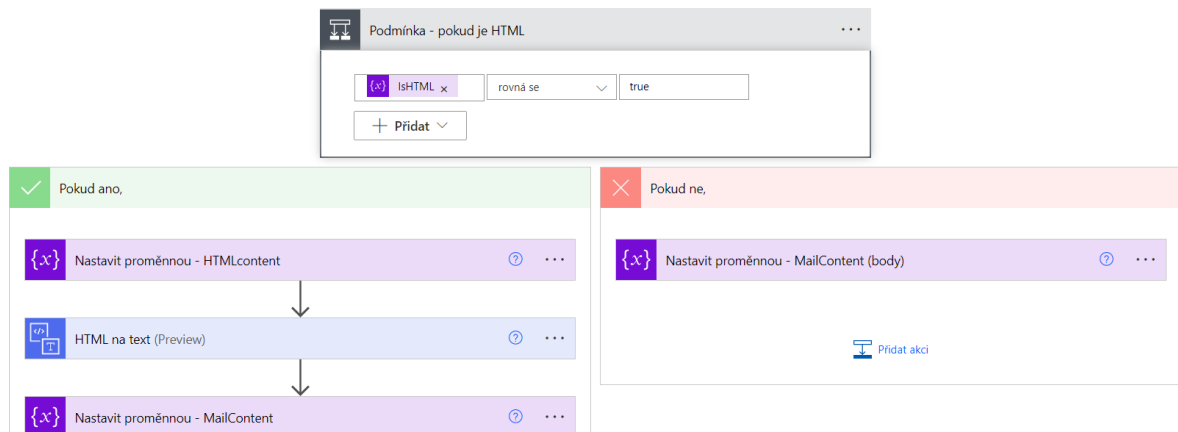 Podmínka - pokud je HTML
{x} IsHTML × rovná se true
Přidat
Pokud ano,
{x} Nastavit proměnnou - HTMLcontent
HTML na text (Preview)
{x} Nastavit proměnnou - MailContent
Pokud ne,
{x} Nastavit proměnnou - MailContent (body)
Přidat akci